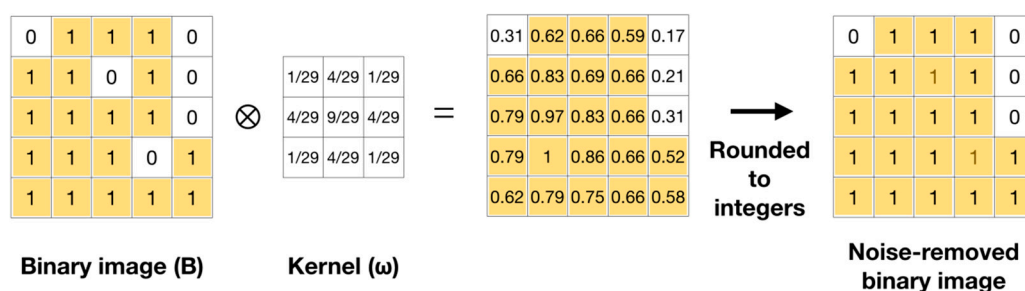 0 1 1 1 0
1 1 0 1 0
1 1 1 1 0
1 1 1 0 1
1 1 1 1 1
Binary image (B)
⊗
1/29 4/29 1/29
4/29 9/29 4/29
1/29 4/29 1/29
Kernel (ω)
=
0.31 0.62 0.66 0.59 0.17
0.66 0.83 0.69 0.66 0.21
0.79 0.97 0.83 0.66 0.31
0.79 1 0.86 0.66 0.52
0.62 0.79 0.75 0.66 0.58
Rounded
to
integers
0 1 1 1 0
1 1 1 1 0
1 1 1 1 0
1 1 1 1 1
1 1 1 1 1
Noise-removed
binary image